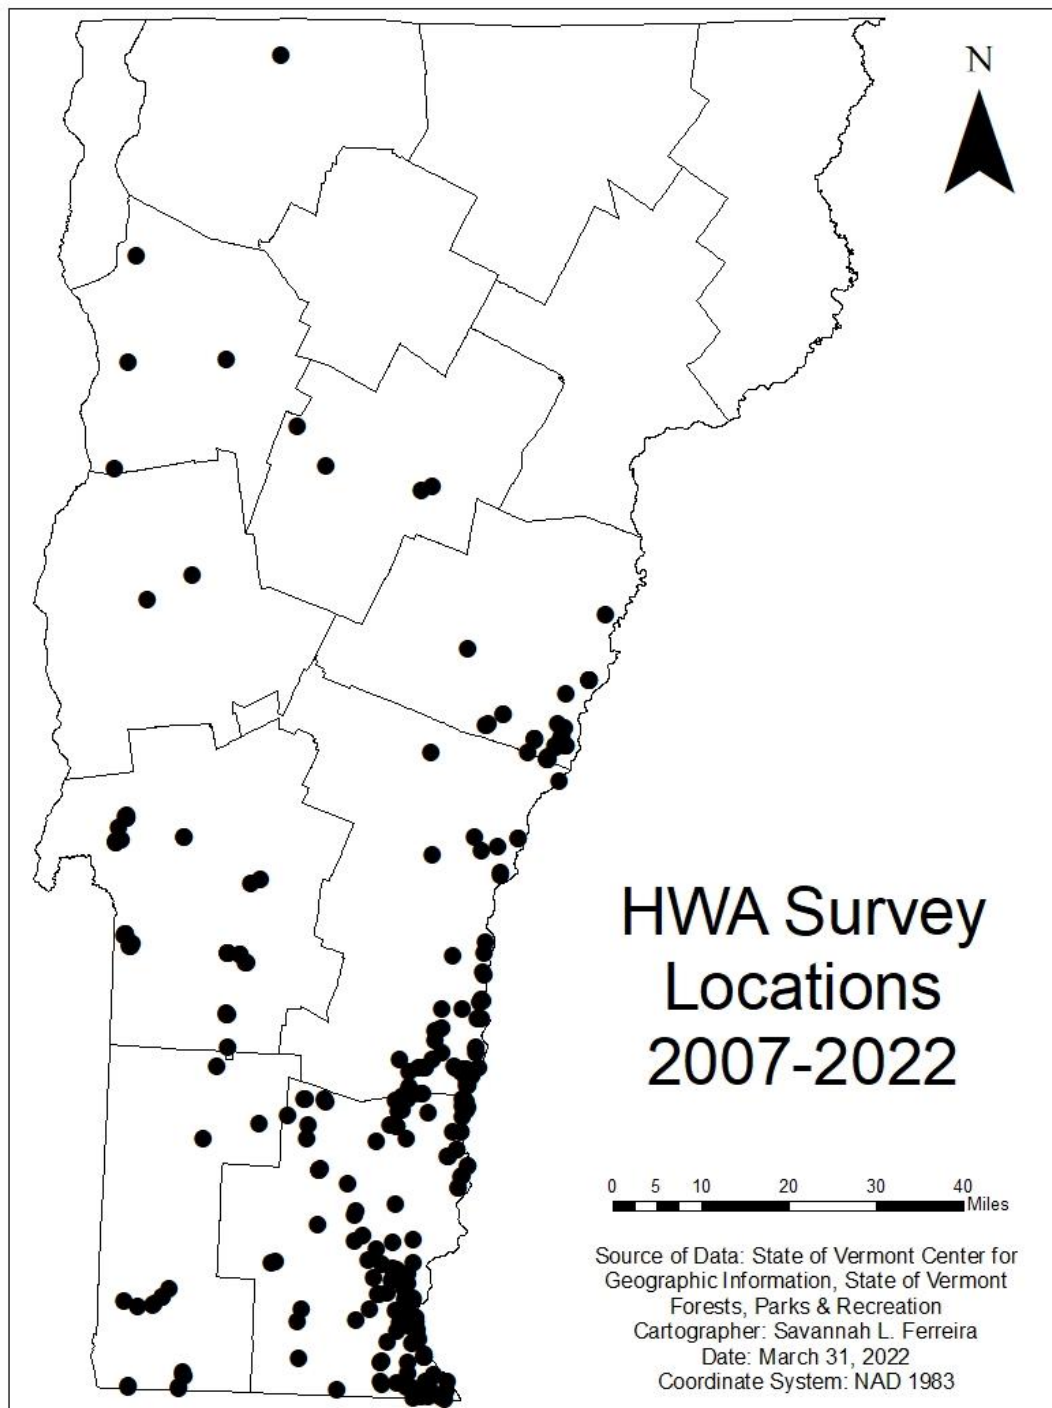 N
HWA Survey
Locations
2007-2022
0 5 10 20 30 40
Miles
Source of Data: State of Vermont Center for
Geographic Information, State of Vermont
Forests, Parks & Recreation
Cartographer: Savannah L. Ferreira
Date: March 31, 2022
Coordinate System: NAD 1983